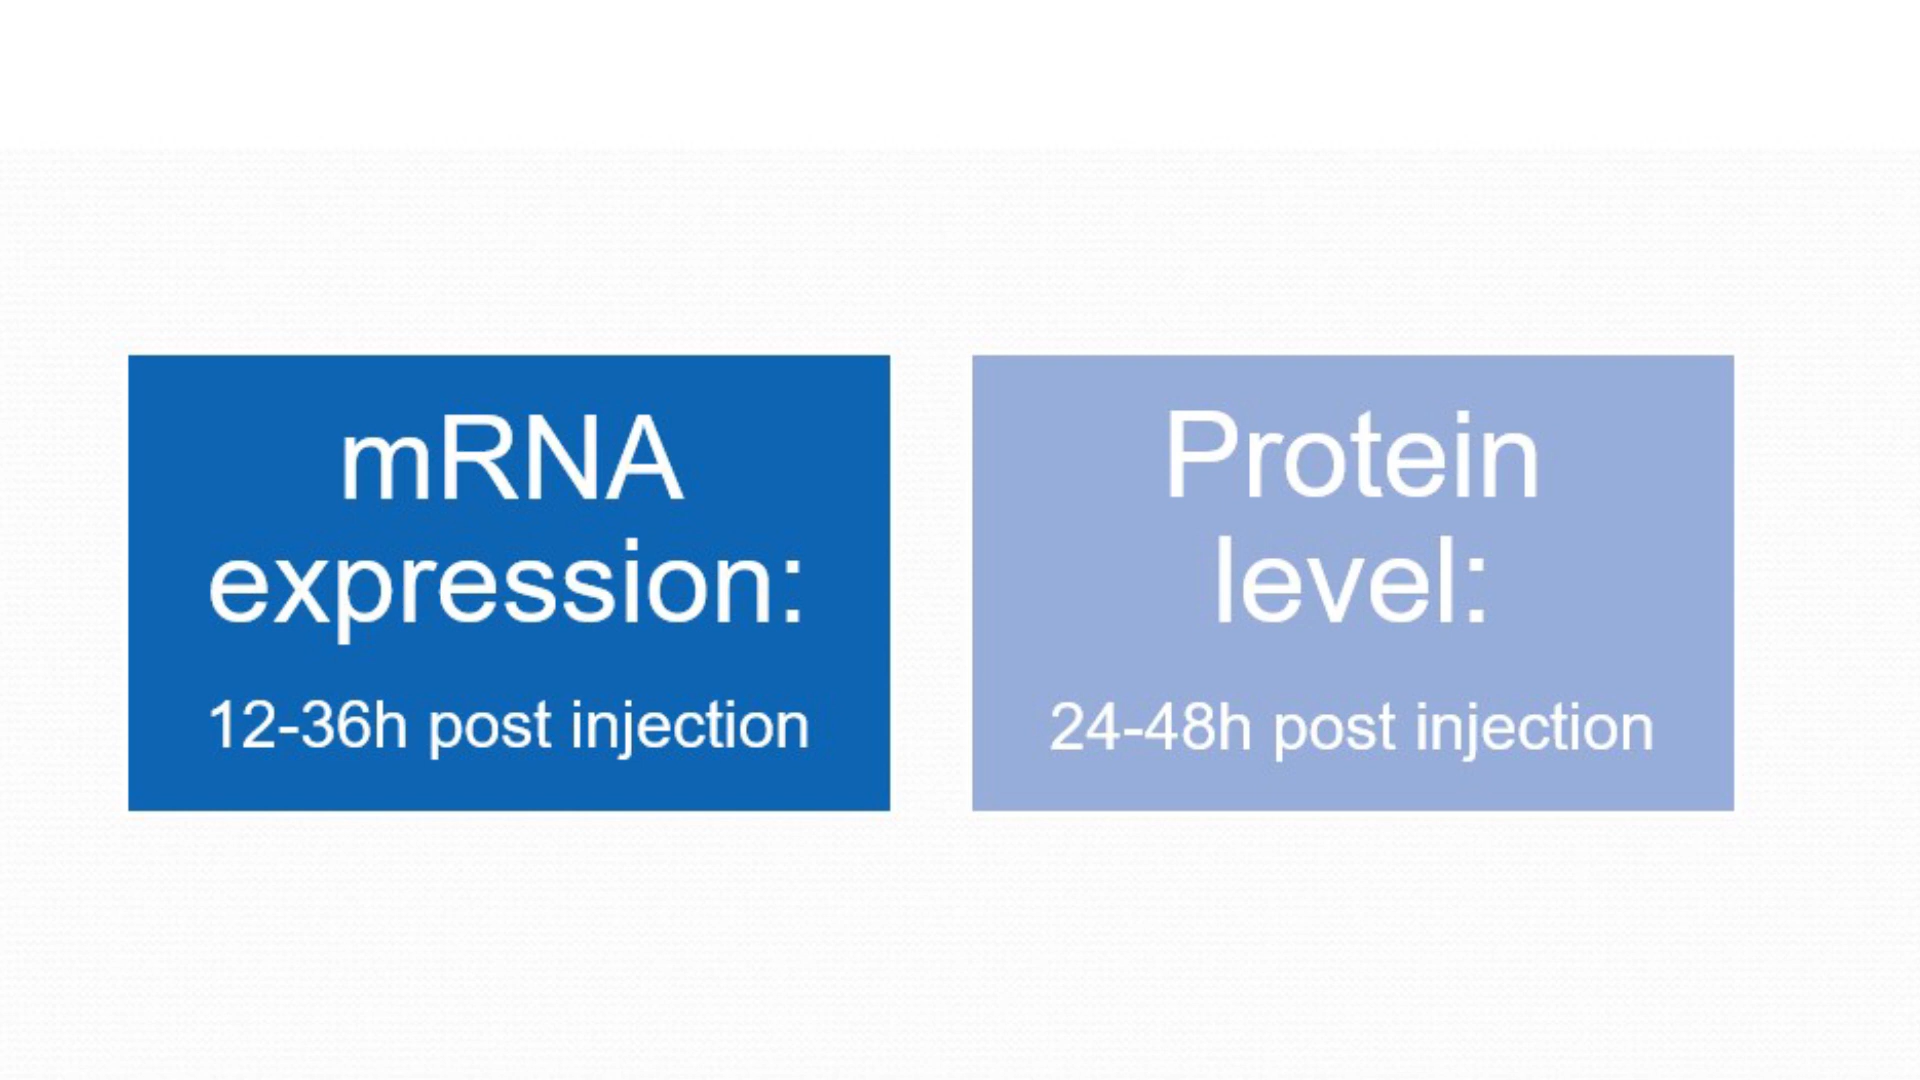 mRNA
expression:
12-36h post injection
Protein
level:
24-48h post injection